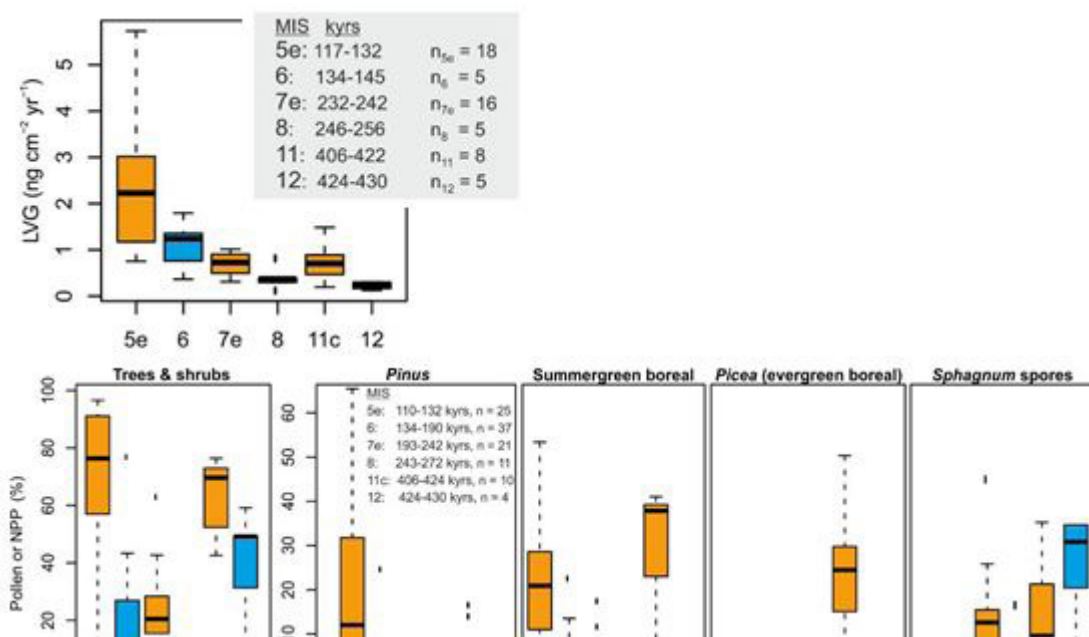 MIS kyrs
5e: 117-132 n5e = 18
6: 134-145 n6 = 5
7e: 232-242 n7e = 16
8: 246-256 n8 = 5
11: 406-422 n11 = 8
12: 424-430 n12 = 5
LVG (ng cm⁻² yr⁻¹)
5
4
3
2
1
0
5e 6 7e 8 11c 12
Trees & shrubs Pinus Summergreen boreal Picea (evergreen boreal) Sphagnum spores
Pollen or NPP (%)
100
80
60
40
20
60
50
40
30
20
10
MIS
5e: 110-132 kyrs, n = 25
6: 134-190 kyrs, n = 37
7e: 193-242 kyrs, n = 21
8: 243-272 kyrs, n = 11
11c: 406-424 kyrs, n = 10
12: 424-430 kyrs, n = 4